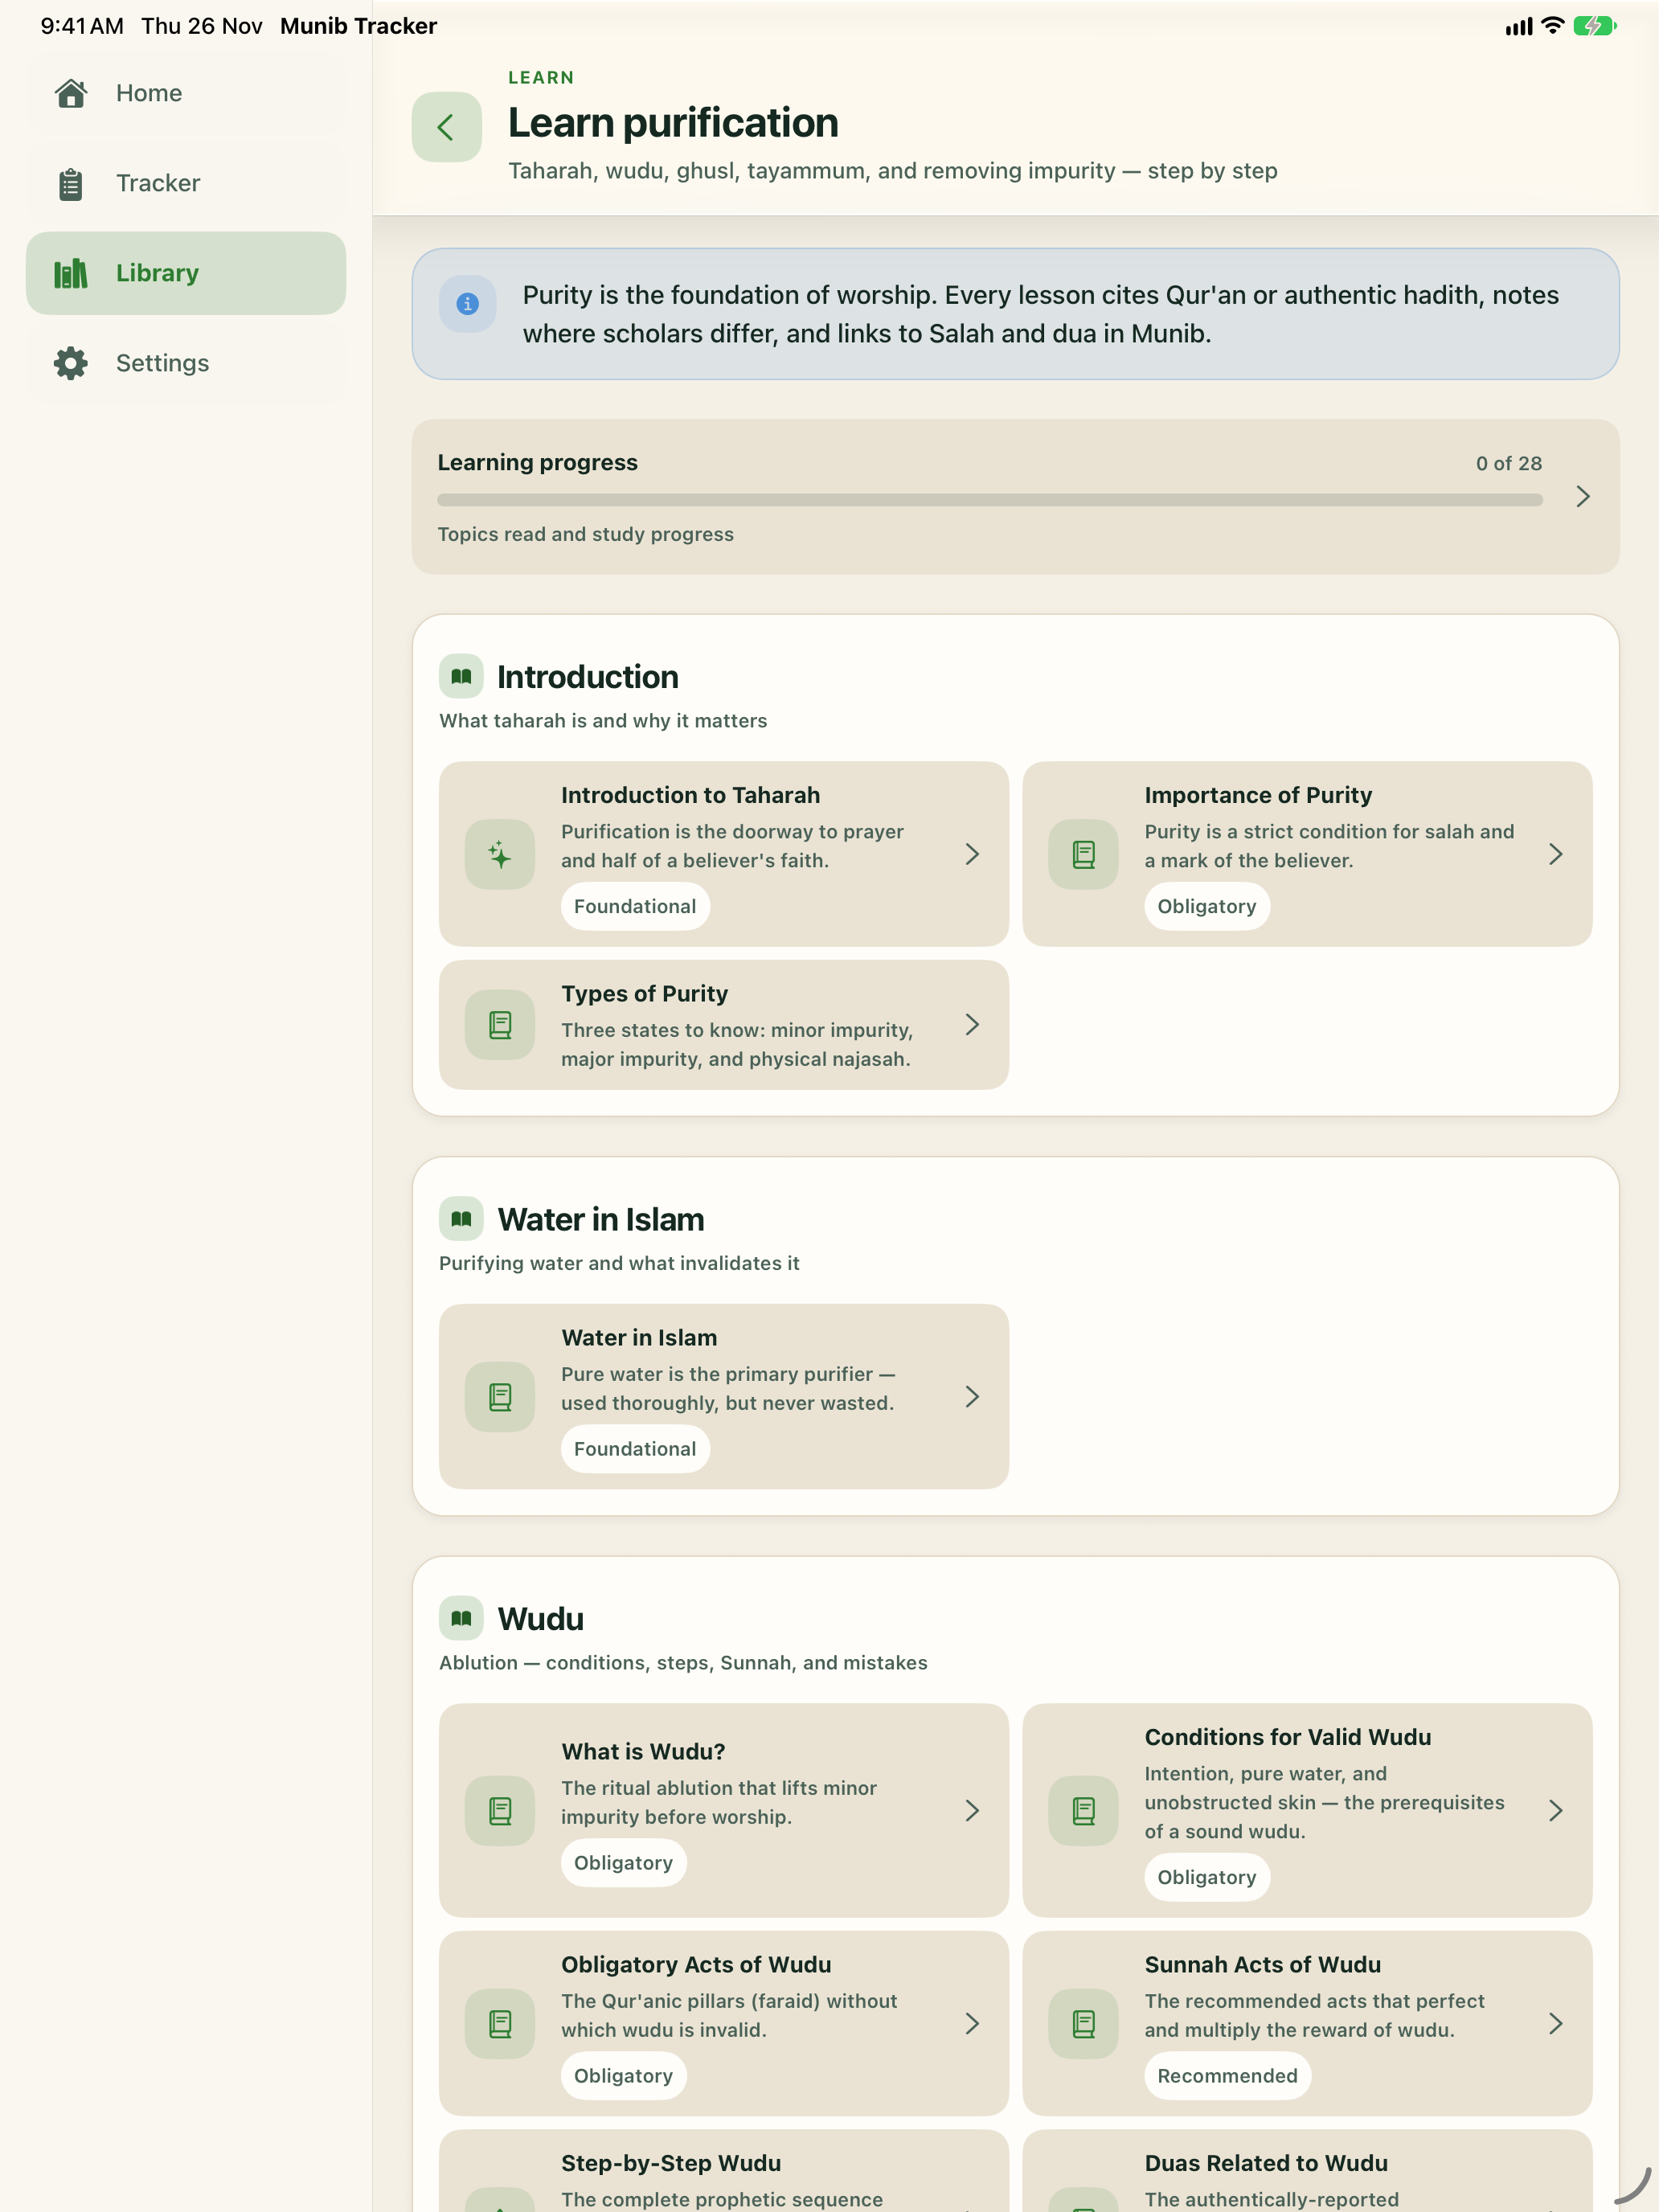 9:41 AM Thu 26 Nov Munib Tracker
Home
Tracker
Library
Settings
LEARN
Learn purification
Taharah, wudu, ghusl, tayammum, and removing impurity — step by step
Purity is the foundation of worship. Every lesson cites Qur'an or authentic hadith, notes
where scholars differ, and links to Salah and dua in Munib.
Learning progress
0 of 28
Topics read and study progress
Introduction
What taharah is and why it matters
Introduction to Taharah
Purification is the doorway to prayer
and half of a believer's faith.
Foundational
Importance of Purity
Purity is a strict condition for salah and
a mark of the believer.
Obligatory
Types of Purity
Three states to know: minor impurity,
major impurity, and physical najasah.
Water in Islam
Purifying water and what invalidates it
Water in Islam
Pure water is the primary purifier —
used thoroughly, but never wasted.
Foundational
Wudu
Ablution — conditions, steps, Sunnah, and mistakes
What is Wudu?
The ritual ablution that lifts minor
impurity before worship.
Obligatory
Conditions for Valid Wudu
Intention, pure water, and
unobstructed skin — the prerequisites
of a sound wudu.
Obligatory
Obligatory Acts of Wudu
The Qur'anic pillars (faraid) without
which wudu is invalid.
Obligatory
Sunnah Acts of Wudu
The recommended acts that perfect
and multiply the reward of wudu.
Recommended
Step-by-Step Wudu
The complete prophetic sequence
Duas Related to Wudu
The authentically-reported